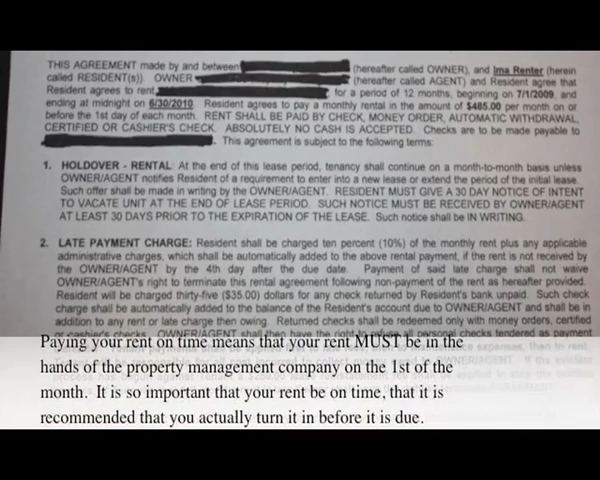 THIS AGREEMENT made by and between (hereafter called OWNER), and Ima Renter (herein
called RESIDENT(s)). OWNER (hereafter called AGENT) and Resident agree that
Resident agrees to rent for a period of 12 months, beginning on 7/1/2009, and
ending at midnight on 6/30/2010. Resident agrees to pay a monthly rental in the amount of $485.00 per month on or
before the 1st day of each month. RENT SHALL BE PAID BY CHECK, MONEY ORDER, AUTOMATIC WITHDRAWAL,
CERTIFIED OR CASHIER'S CHECK. ABSOLUTELY NO CASH IS ACCEPTED. Checks are to be made payable to
This agreement is subject to the following terms:
1. HOLDOVER - RENTAL: At the end of this lease period, tenancy shall continue on a month-to-month basis unless
OWNER/AGENT notifies Resident of a requirement to enter into a new lease or extend the period of the initial lease.
Such offer shall be made in writing by the OWNER/AGENT. RESIDENT MUST GIVE A 30 DAY NOTICE OF INTENT
TO VACATE UNIT AT THE END OF LEASE PERIOD. SUCH NOTICE MUST BE RECEIVED BY OWNER/AGENT
AT LEAST 30 DAYS PRIOR TO THE EXPIRATION OF THE LEASE. Such notice shall be IN WRITING.
2. LATE PAYMENT CHARGE: Resident shall be charged ten percent (10%) of the monthly rent plus any applicable
administrative charges, which shall be automatically added to the above rental payment, if the rent is not received by
the OWNER/AGENT by the 4th day after the due date. Payment of said late charge shall not waive
OWNER/AGENT's right to terminate this rental agreement following non-payment of the rent as hereafter provided.
Resident will be charged thirty-five ($35.00) dollars for any check returned by Resident's bank unpaid. Such check
charge shall be automatically added to the balance of the Resident's account due to OWNER/AGENT and shall be in
addition to any rent or late charge then owing. Returned checks shall be redeemed only with money orders, certified
or cashier's checks. OWNER/AGENT shall then have the right to refuse all personal checks tendered as payment
Paying your rent on time means that your rent MUST be in the
hands of the property management company on the 1st of the
month. It is so important that your rent be on time, that it is
recommended that you actually turn it in before it is due.